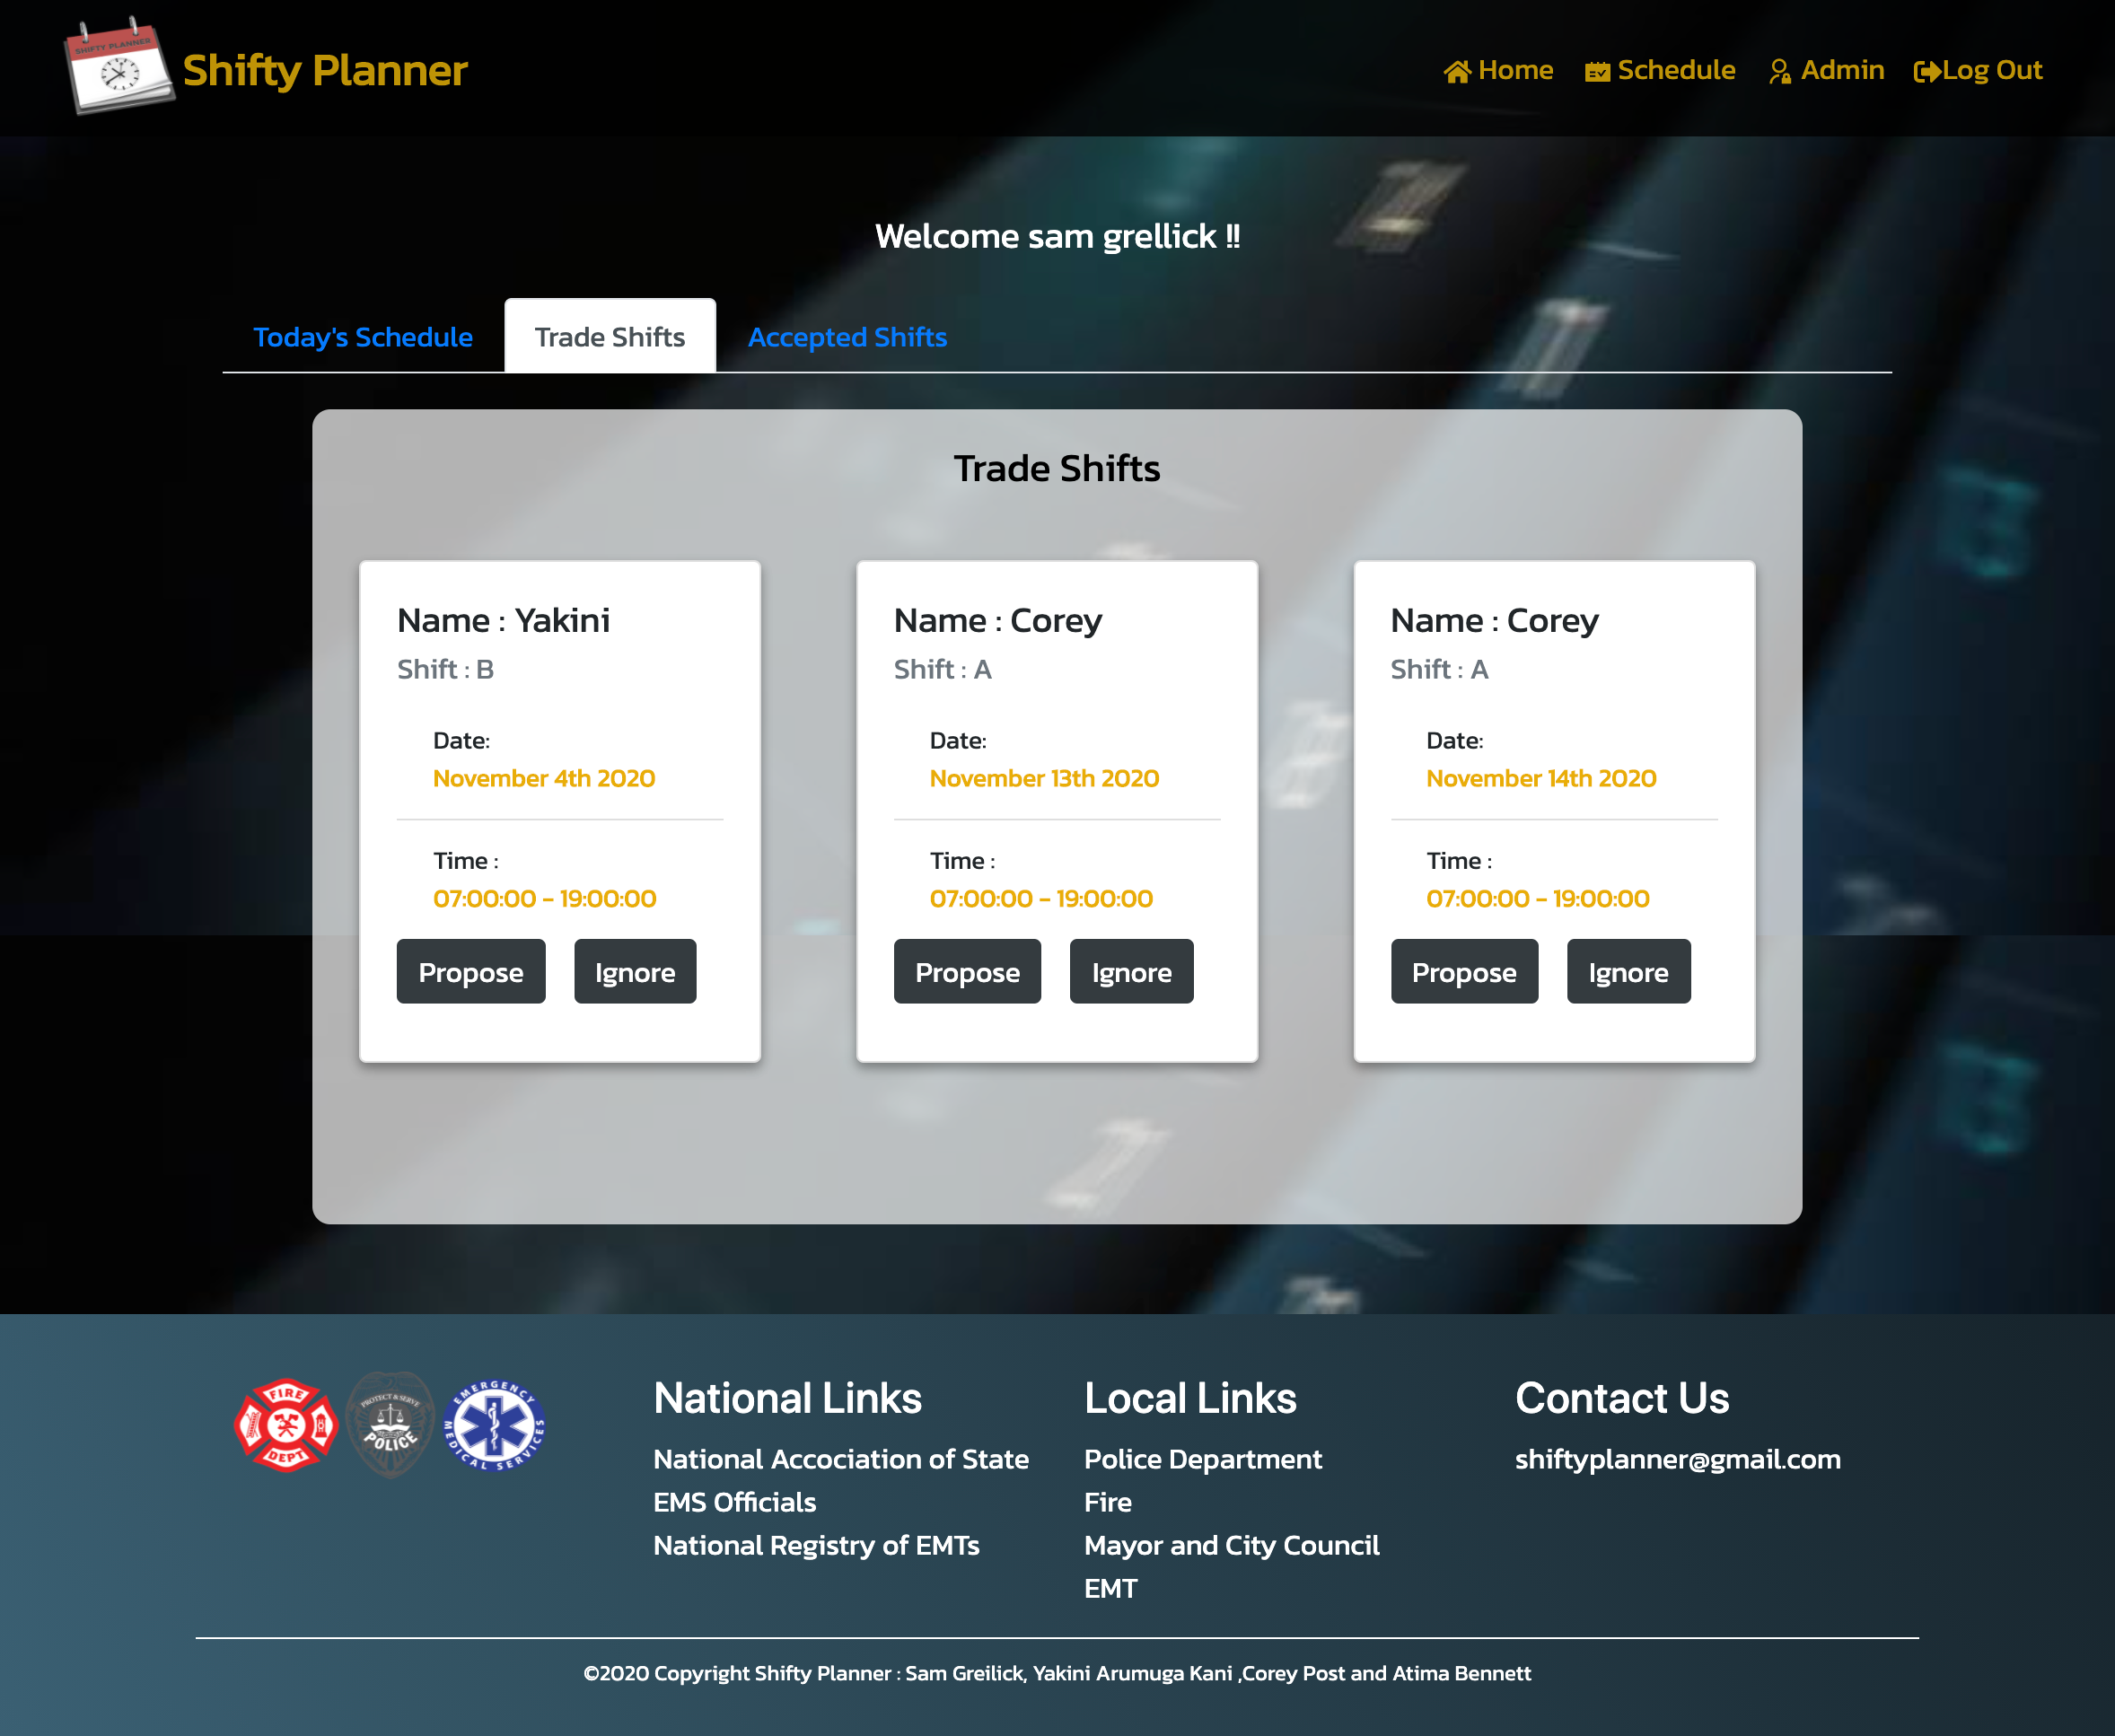 SHIFTY PLANNER
Shifty Planner
Home
Schedule
Admin
Log Out
Welcome sam grellick !!
Today's Schedule
Trade Shifts
Accepted Shifts
Trade Shifts
Name : Yakini
Shift : B
Date:
November 4th 2020
Time :
07:00:00 - 19:00:00
Propose
Ignore
Name : Corey
Shift : A
Date:
November 13th 2020
Time :
07:00:00 - 19:00:00
Propose
Ignore
Name : Corey
Shift : A
Date:
November 14th 2020
Time :
07:00:00 - 19:00:00
Propose
Ignore
FIRE
DEPT
PROTECT & SERVE
POLICE
EMERGENCY
MEDICAL SERVICES
National Links
National Accociation of State
EMS Officials
National Registry of EMTs
Local Links
Police Department
Fire
Mayor and City Council
EMT
Contact Us
shiftyplanner@gmail.com
©2020 Copyright Shifty Planner : Sam Greilick, Yakini Arumuga Kani ,Corey Post and Atima Bennett